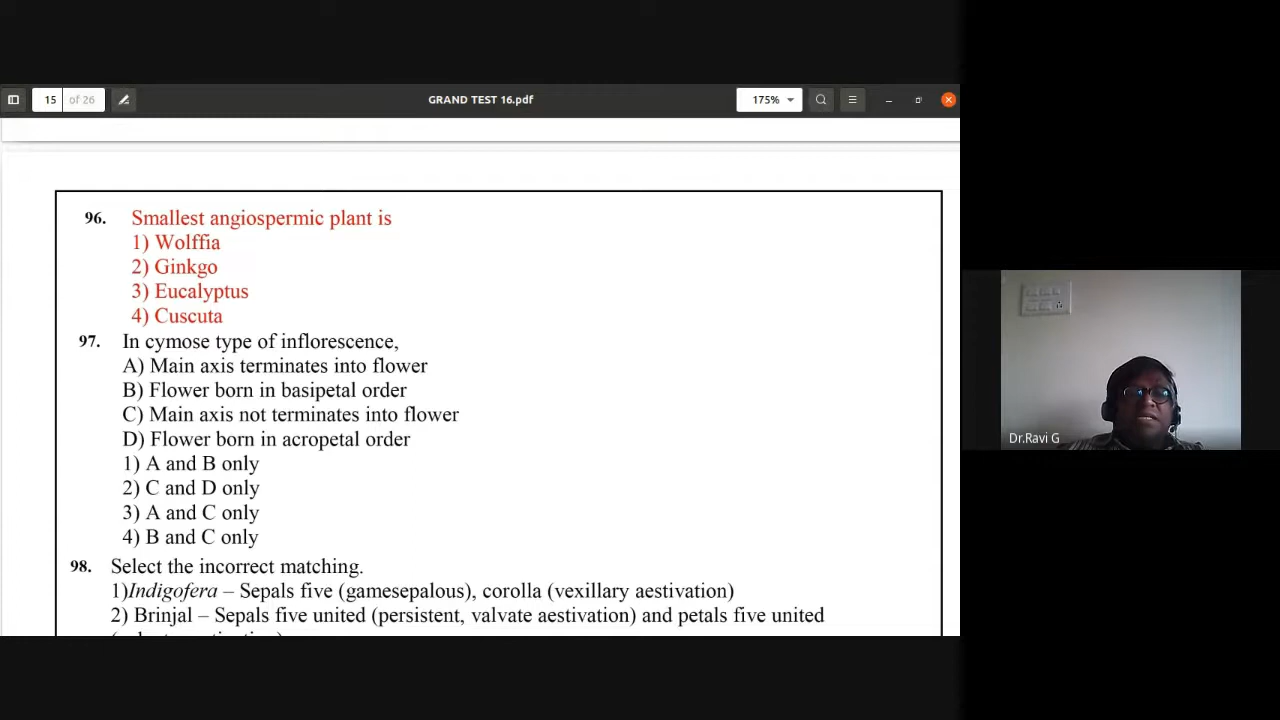 15 of 26
GRAND TEST 16.pdf
175%
96. Smallest angiospermic plant is
1) Wolffia
2) Ginkgo
3) Eucalyptus
4) Cuscuta
97. In cymose type of inflorescence,
A) Main axis terminates into flower
B) Flower born in basipetal order
C) Main axis not terminates into flower
D) Flower born in acropetal order
1) A and B only
2) C and D only
3) A and C only
4) B and C only
98. Select the incorrect matching.
1)Indigofera – Sepals five (gamesepalous), corolla (vexillary aestivation)
2) Brinjal – Sepals five united (persistent, valvate aestivation) and petals five united
Dr.Ravi G